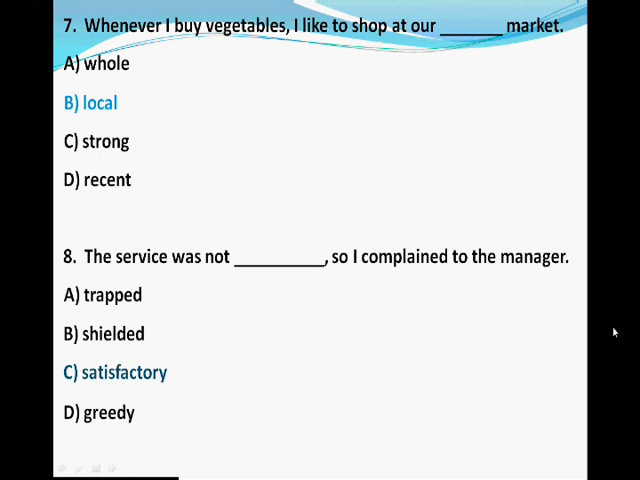 7. Whenever I buy vegetables, I like to shop at our _______ market.
A) whole
B) local
C) strong
D) recent
8. The service was not __________, so I complained to the manager.
A) trapped
B) shielded
C) satisfactory
D) greedy